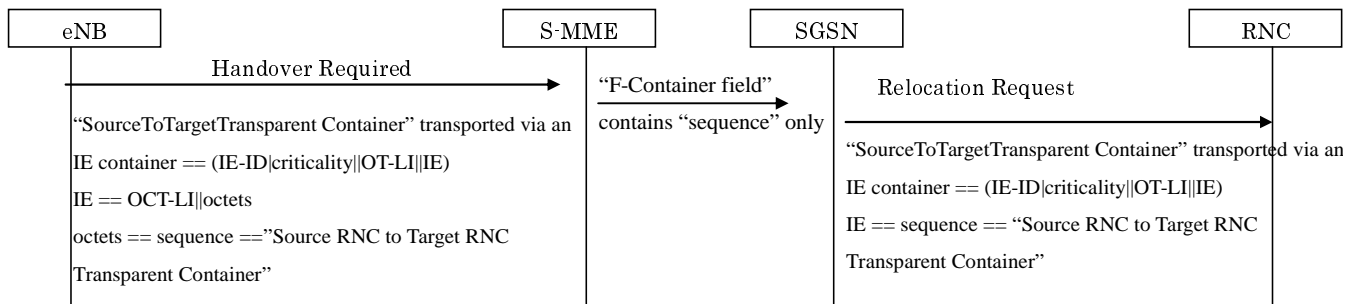 eNB
S-MME
SGSN
RNC
Handover Required
“F-Container field”
contains “sequence” only
Relocation Request
“SourceToTargetTransparent Container” transported via an
IE container == (IE-ID|criticality||OT-LI||IE)
IE == OCT-LI||octets
octets == sequence ==”Source RNC to Target RNC
Transparent Container”
“SourceToTargetTransparent Container” transported via an
IE container == (IE-ID|criticality||OT-LI||IE)
IE == sequence == “Source RNC to Target RNC
Transparent Container”